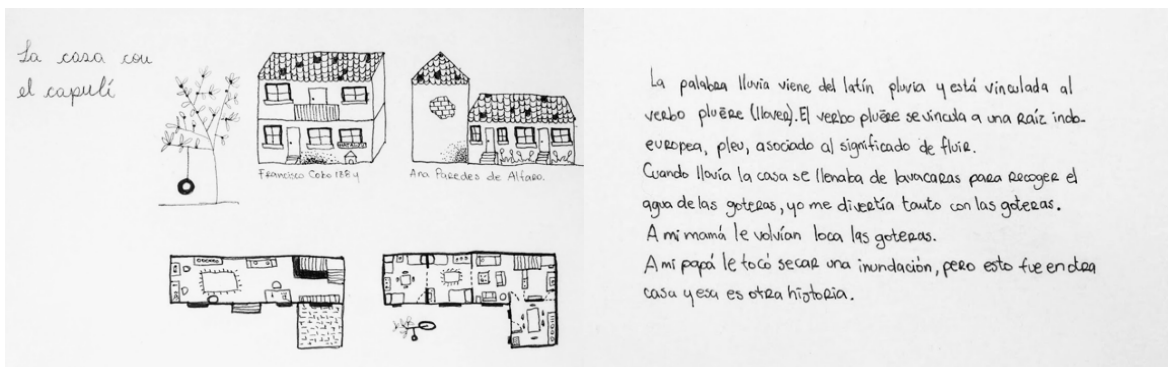 La casa con
el capulí
Francisco Cobo 1884
Ana Paredes de Alfaro.
La palabra lluvia viene del latín pluvia y está vinculada al
verbo pluĕre (llover). El verbo pluĕre se vincula a una raíz indo-
europea, pleu, asociado al significado de fluir.
Cuando llovía la casa se llenaba de lavacaras para recoger el
agua de las goteras, yo me divertía tanto con las goteras.
A mi mamá le volvían loca las goteras.
A mi papá le tocó secar una inundación, pero esto fue en otra
casa y esa es otra historia.